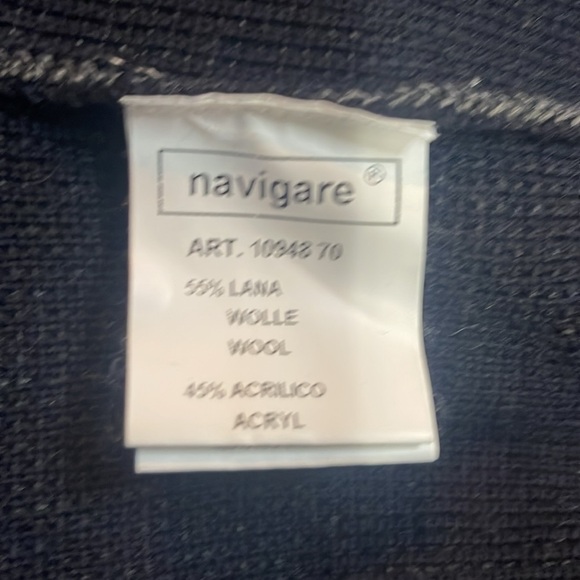 navigare®
ART. 10948 70
55% LANA
WOLLE
WOOL
45% ACRILICO
ACRYL